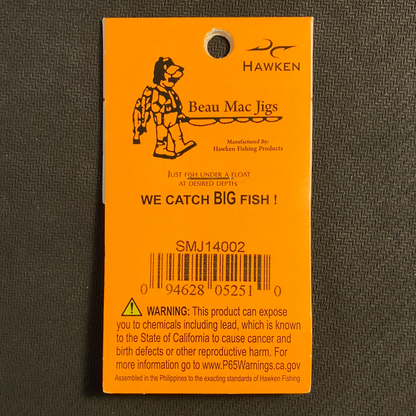 HAWKEN
Beau Mac Jigs
Manufactured By:
Hawken Fishing Products
JUST FISH UNDER A FLOAT
AT DESIRED DEPTH.
WE CATCH BIG FISH !
SMJ14002
0 94628 05251 0
WARNING: This product can expose
you to chemicals including lead, which is known
to the State of California to cause cancer and
birth defects or other reproductive harm. For
more information go to www.P65Warnings.ca.gov
Assembled in the Philippines to the exacting standards of Hawken Fishing